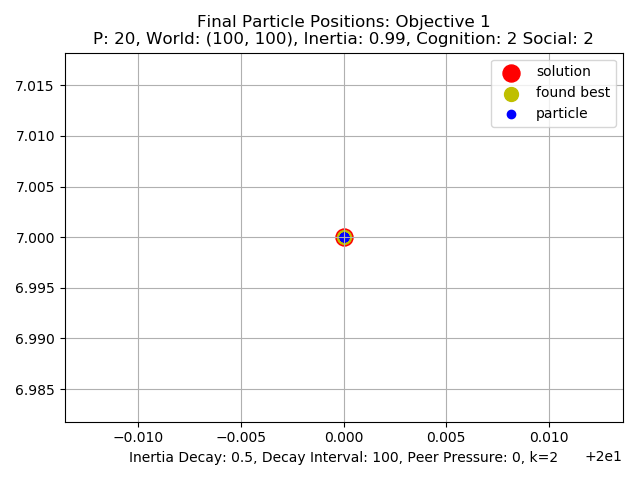 Final Particle Positions: Objective 1
P: 20, World: (100, 100), Inertia: 0.99, Cognition: 2 Social: 2
solution
found best
particle
7.015
7.010
7.005
7.000
6.995
6.990
6.985
−0.010 −0.005 0.000 0.005 0.010
+2e1
Inertia Decay: 0.5, Decay Interval: 100, Peer Pressure: 0, k=2